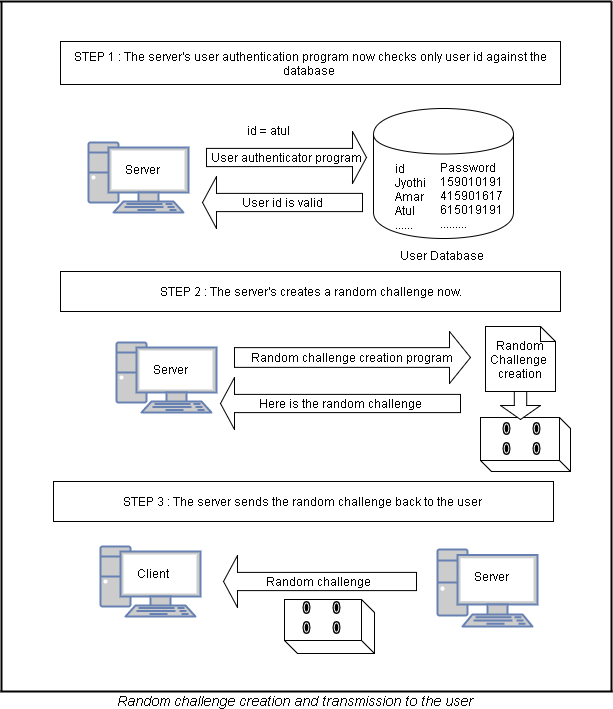 STEP 1 : The server's user authentication program now checks only user id against the
database
id = atul
Server
User authenticator program
User id is valid
id Password
Jyothi 159010191
Amar 415901617
Atul 615019191
...... .........
User Database
STEP 2 : The server's creates a random challenge now.
Server
Random challenge creation program
Here is the random challenge
Random
Challenge
creation
STEP 3 : The server sends the random challenge back to the user
Client
Random challenge
Server
Random challenge creation and transmission to the user